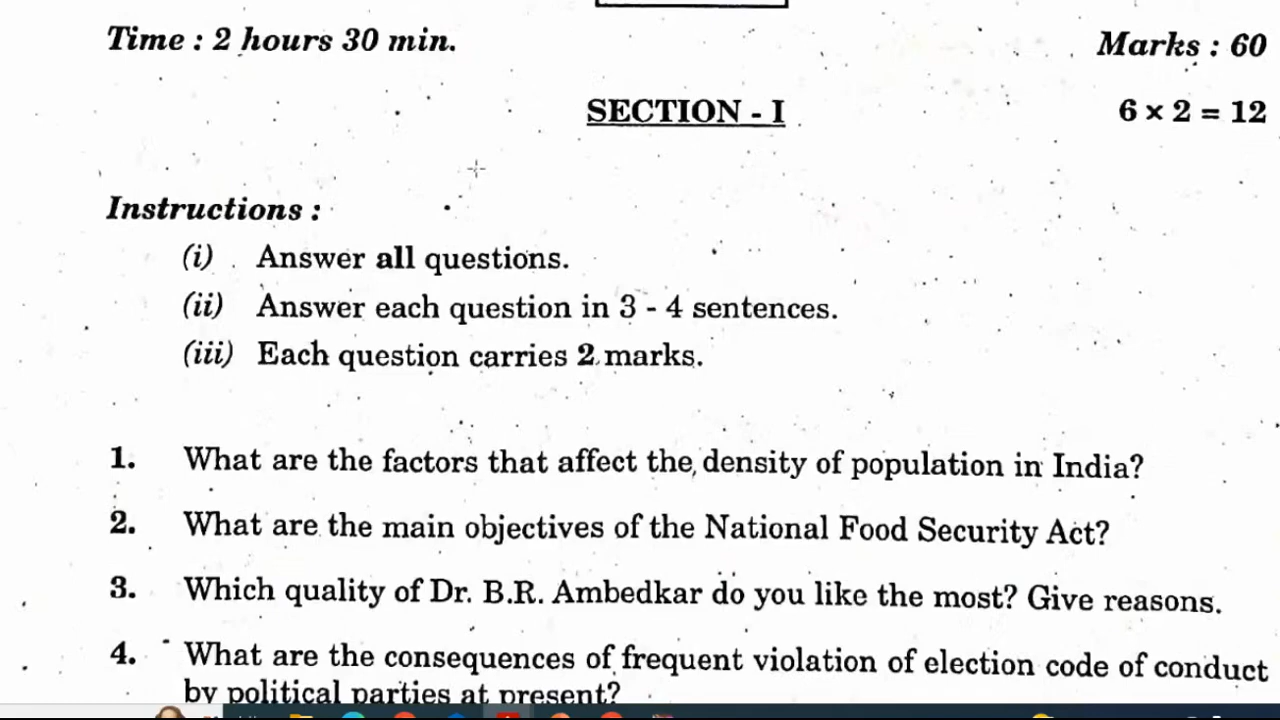 Time : 2 hours 30 min.
Marks : 60
SECTION - I
6 × 2 = 12
Instructions :
(i) Answer all questions.
(ii) Answer each question in 3 - 4 sentences.
(iii) Each question carries 2 marks.
1. What are the factors that affect the density of population in India?
2. What are the main objectives of the National Food Security Act?
3. Which quality of Dr. B.R. Ambedkar do you like the most? Give reasons.
4. What are the consequences of frequent violation of election code of conduct
by political parties at present?